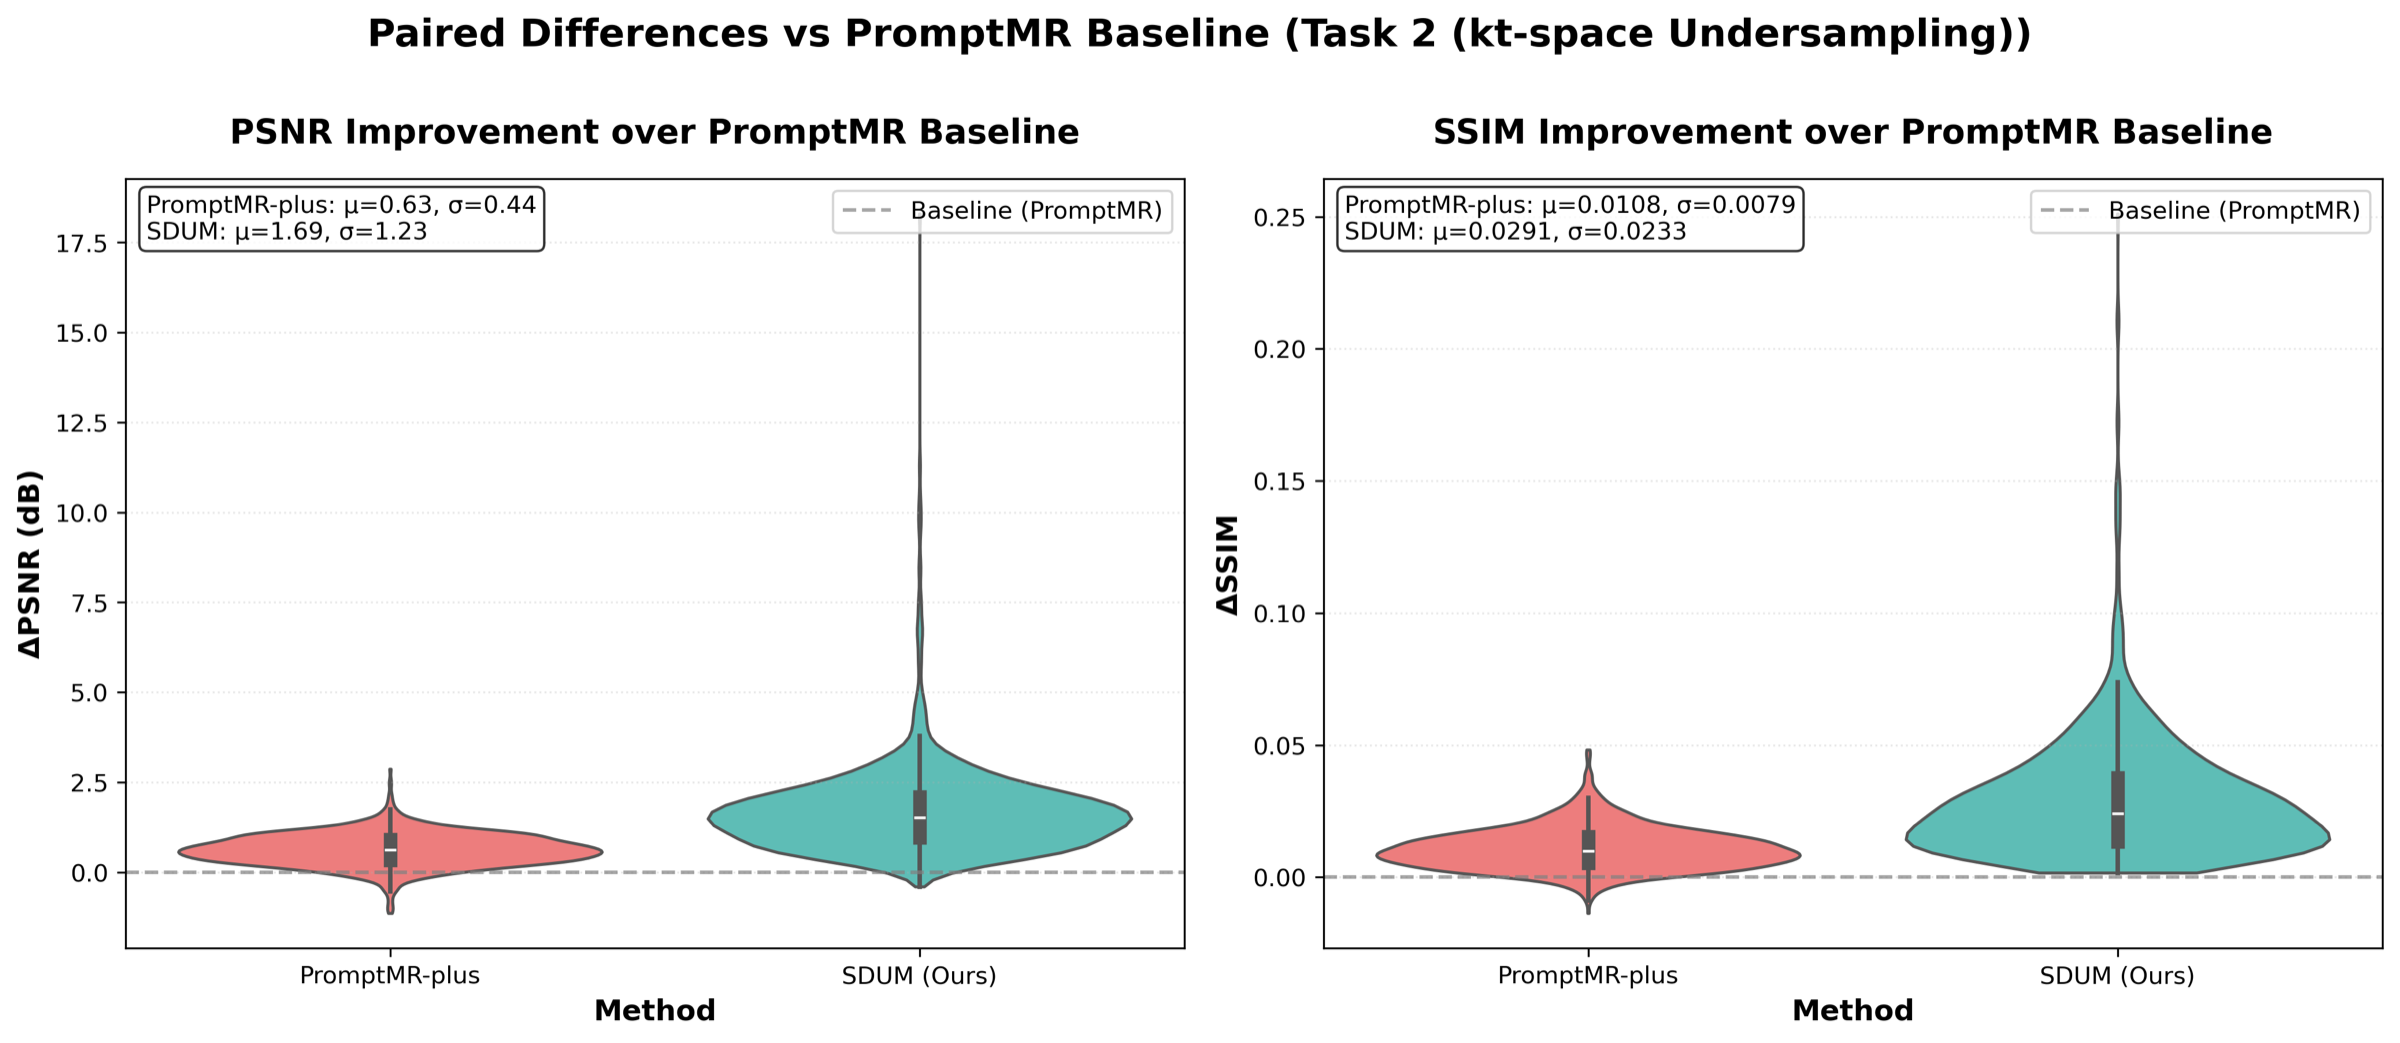 Paired Differences vs PromptMR Baseline (Task 2 (kt-space Undersampling))
PSNR Improvement over PromptMR Baseline
PromptMR-plus: μ=0.63, σ=0.44
SDUM: μ=1.69, σ=1.23
Baseline (PromptMR)
17.5
15.0
12.5
10.0
7.5
5.0
2.5
0.0
ΔPSNR (dB)
PromptMR-plus
SDUM (Ours)
Method
SSIM Improvement over PromptMR Baseline
PromptMR-plus: μ=0.0108, σ=0.0079
SDUM: μ=0.0291, σ=0.0233
Baseline (PromptMR)
0.25
0.20
0.15
0.10
0.05
0.00
ΔSSIM
PromptMR-plus
SDUM (Ours)
Method